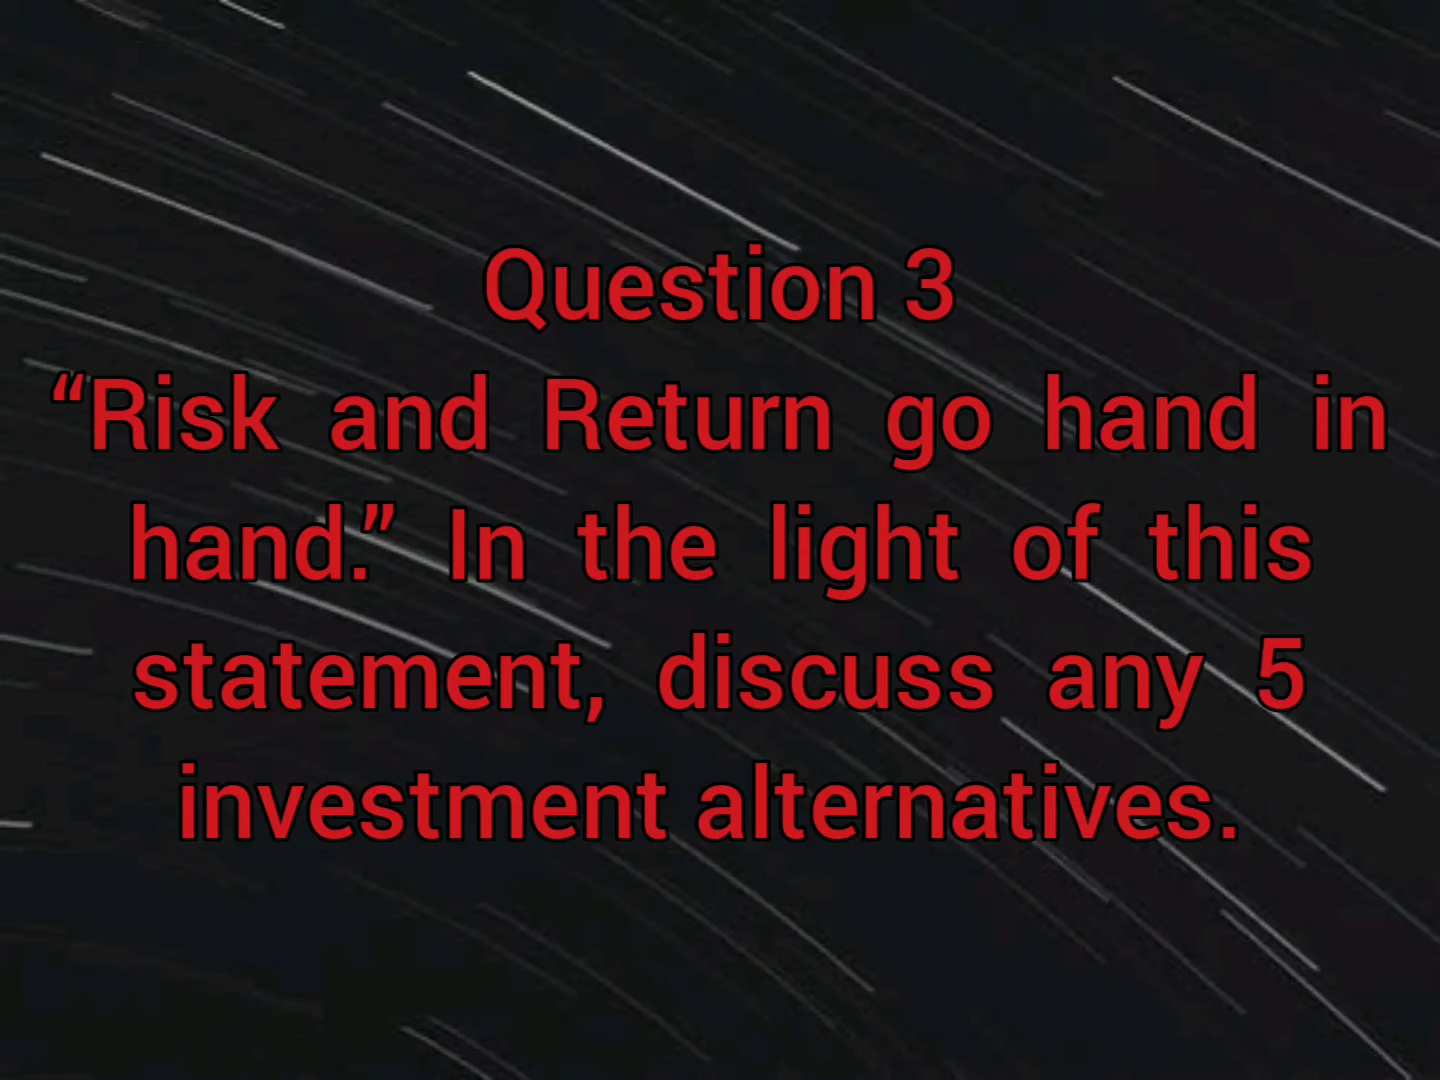 Question 3
“Risk and Return go hand in
hand.” In the light of this
statement, discuss any 5
investment alternatives.